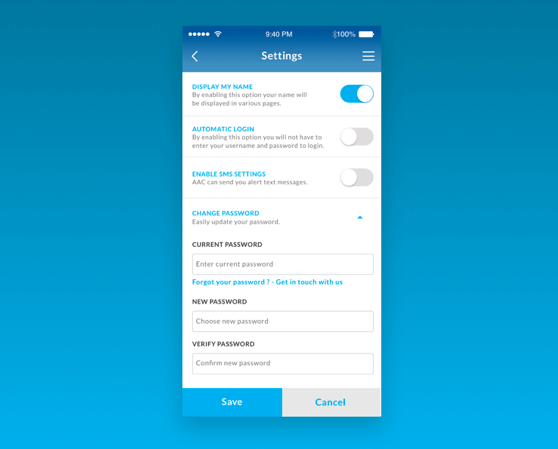 9:40 PM
100%
Settings
DISPLAY MY NAME
By enabling this option your name will
be displayed in various pages.
AUTOMATIC LOGIN
By enabling this option you will not have to
enter your username and password to login.
ENABLE SMS SETTINGS
AAC can send you alert text messages.
CHANGE PASSWORD
Easily update your password.
CURRENT PASSWORD
Enter current password
Forgot your password ? - Get in touch with us
NEW PASSWORD
Choose new password
VERIFY PASSWORD
Confirm new password
Save
Cancel